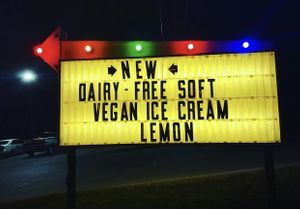 → NEW ←
DAIRY-FREE SOFT
VEGAN ICE CREAM
LEMON